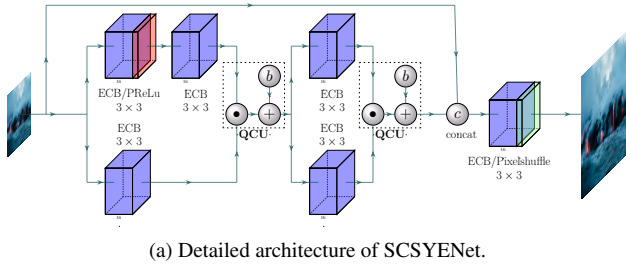 b
b
ECB/PReLu
3 × 3
ECB
3 × 3
ECB
3 × 3
+
QCU
+
QCU
c
concat
ECB
3 × 3
ECB
3 × 3
ECB/Pixelshuffle
3 × 3
(a) Detailed architecture of SCSYENet.